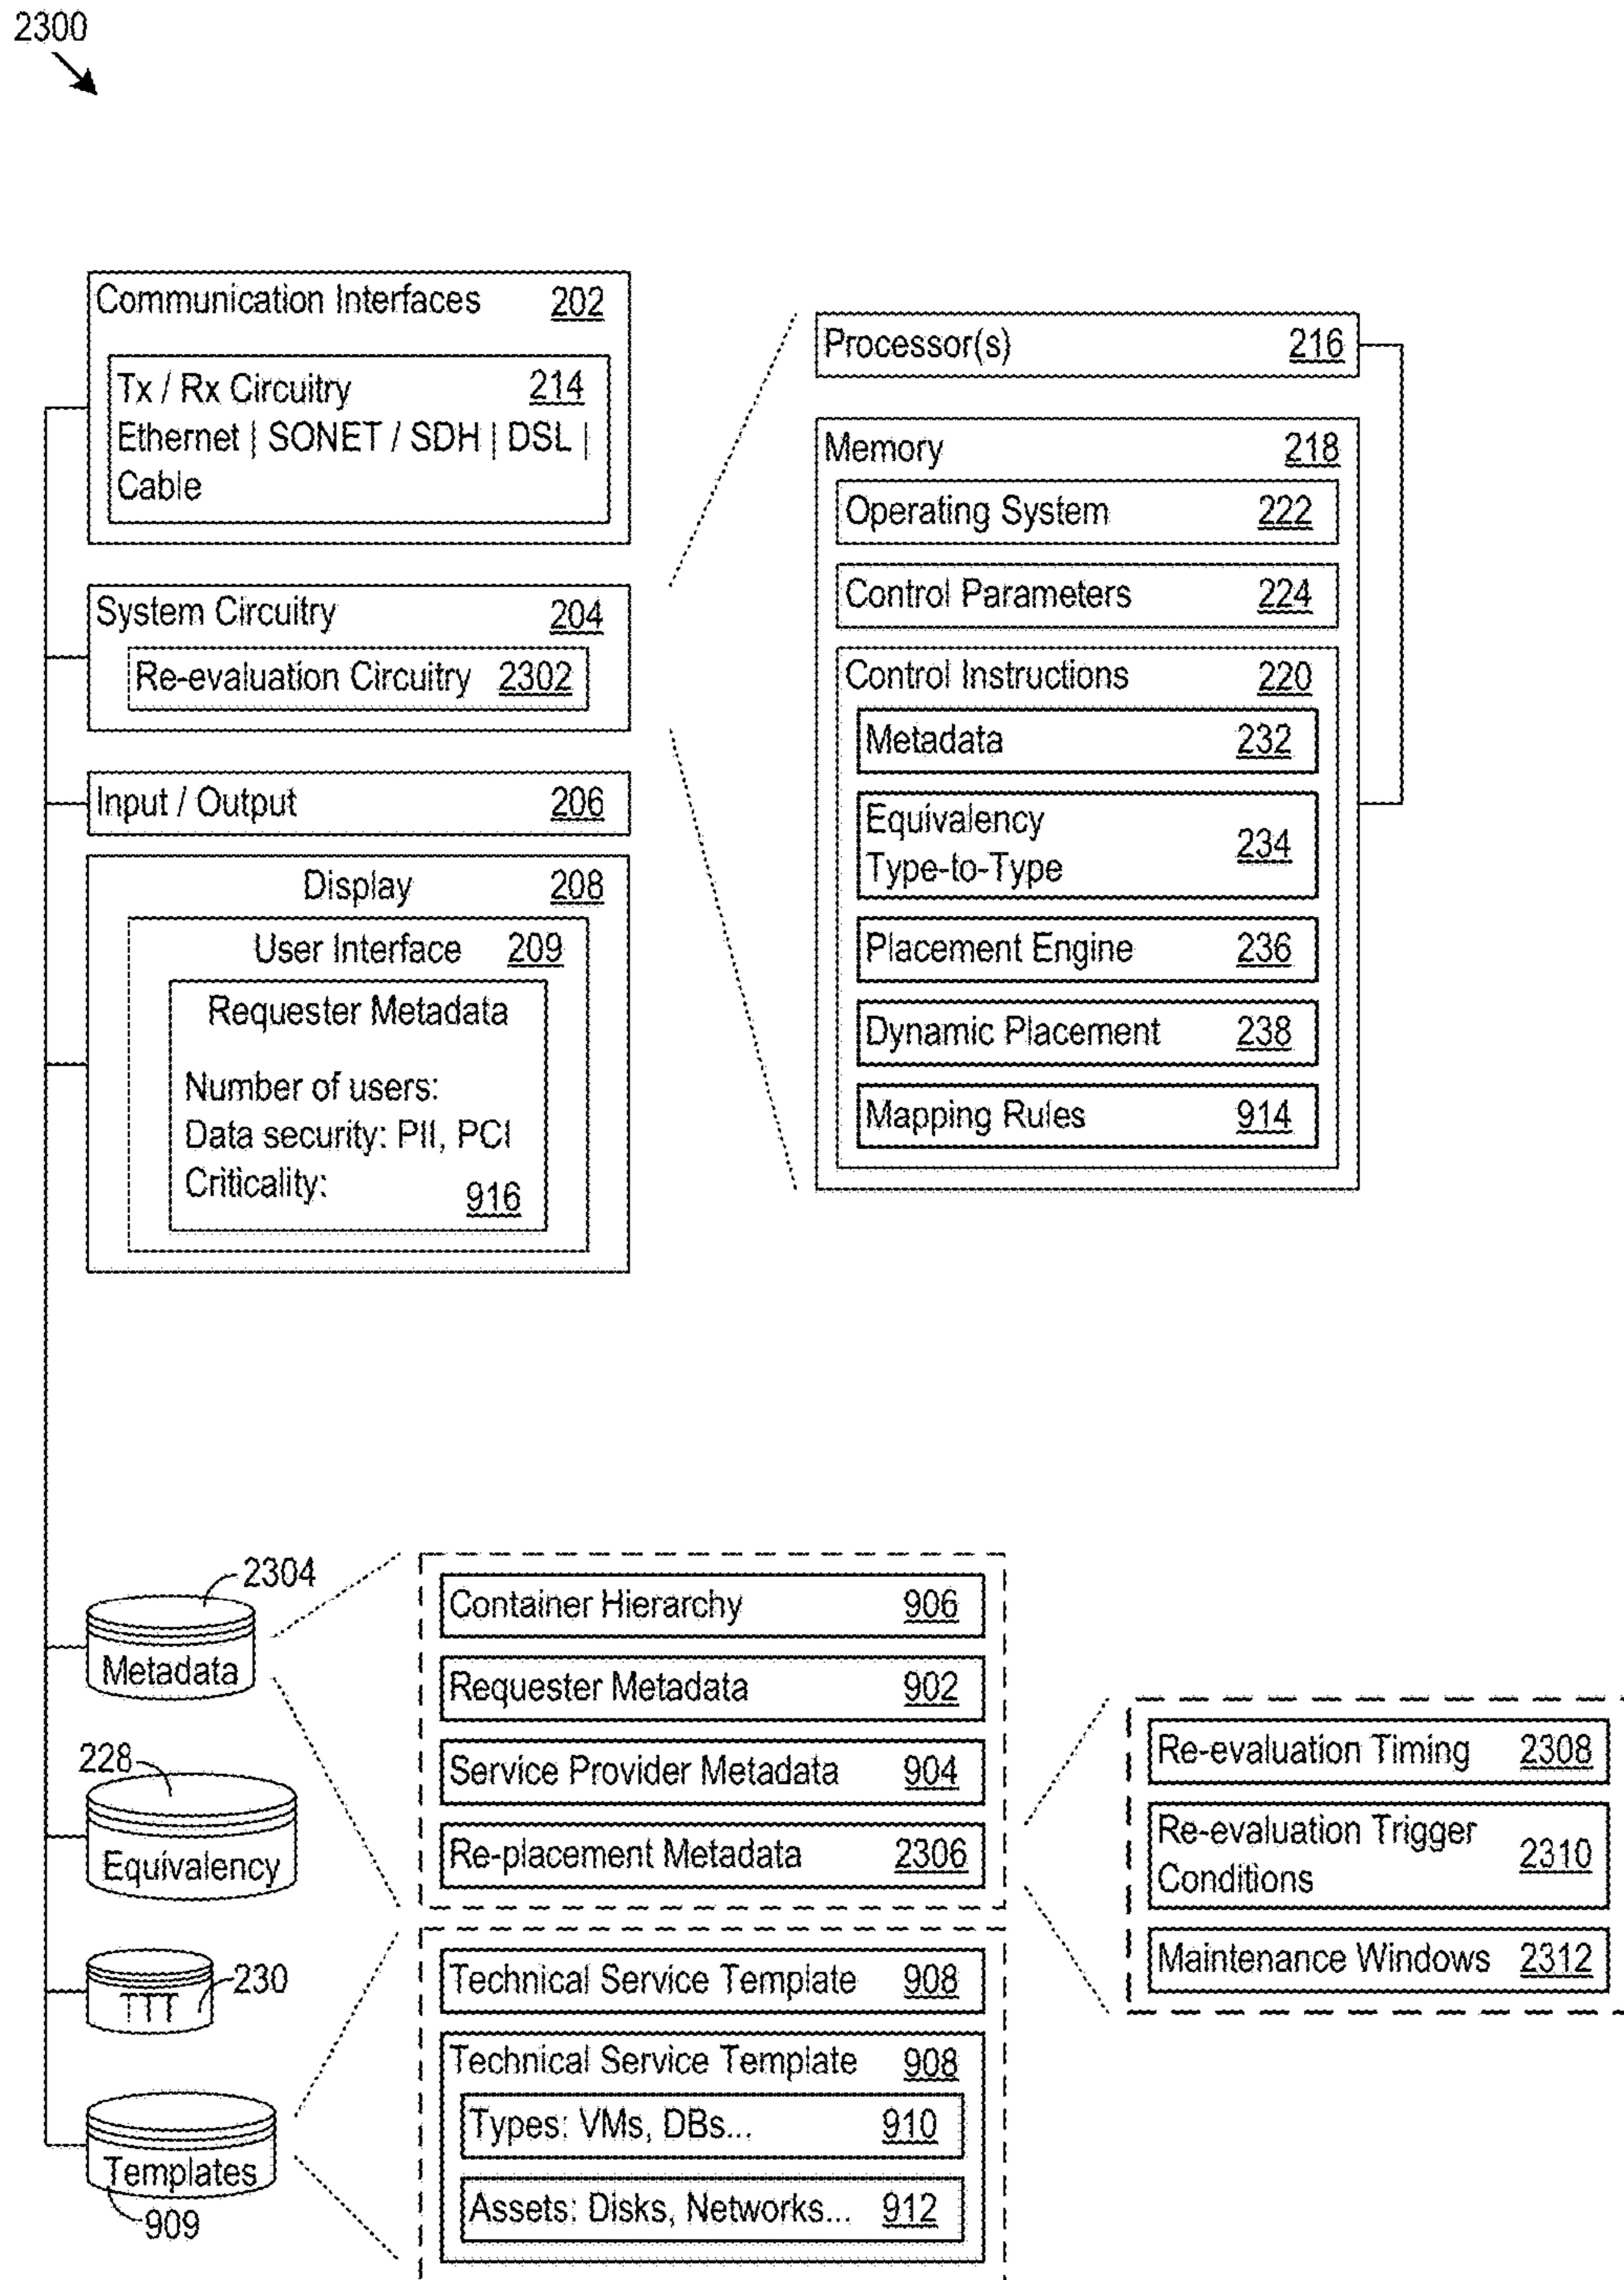 2300
Communication Interfaces 202
Tx / Rx Circuitry 214
Ethernet | SONET / SDH | DSL |
Cable
System Circuitry 204
Re-evaluation Circuitry 2302
Input / Output 206
Display 208
User Interface 209
Requester Metadata
Number of users:
Data security: PII, PCI
Criticality:
916
Processor(s) 216
Memory 218
Operating System 222
Control Parameters 224
Control Instructions 220
Metadata 232
Equivalency
Type-to-Type
234
Placement Engine 236
Dynamic Placement 238
Mapping Rules 914
2304
Metadata
228
Equivalency
TTT
230
Templates
909
Container Hierarchy 906
Requester Metadata 902
Service Provider Metadata 904
Re-placement Metadata 2306
Technical Service Template 908
Technical Service Template 908
Types: VMs, DBs... 910
Assets: Disks, Networks... 912
Re-evaluation Timing 2308
Re-evaluation Trigger
Conditions
2310
Maintenance Windows 2312